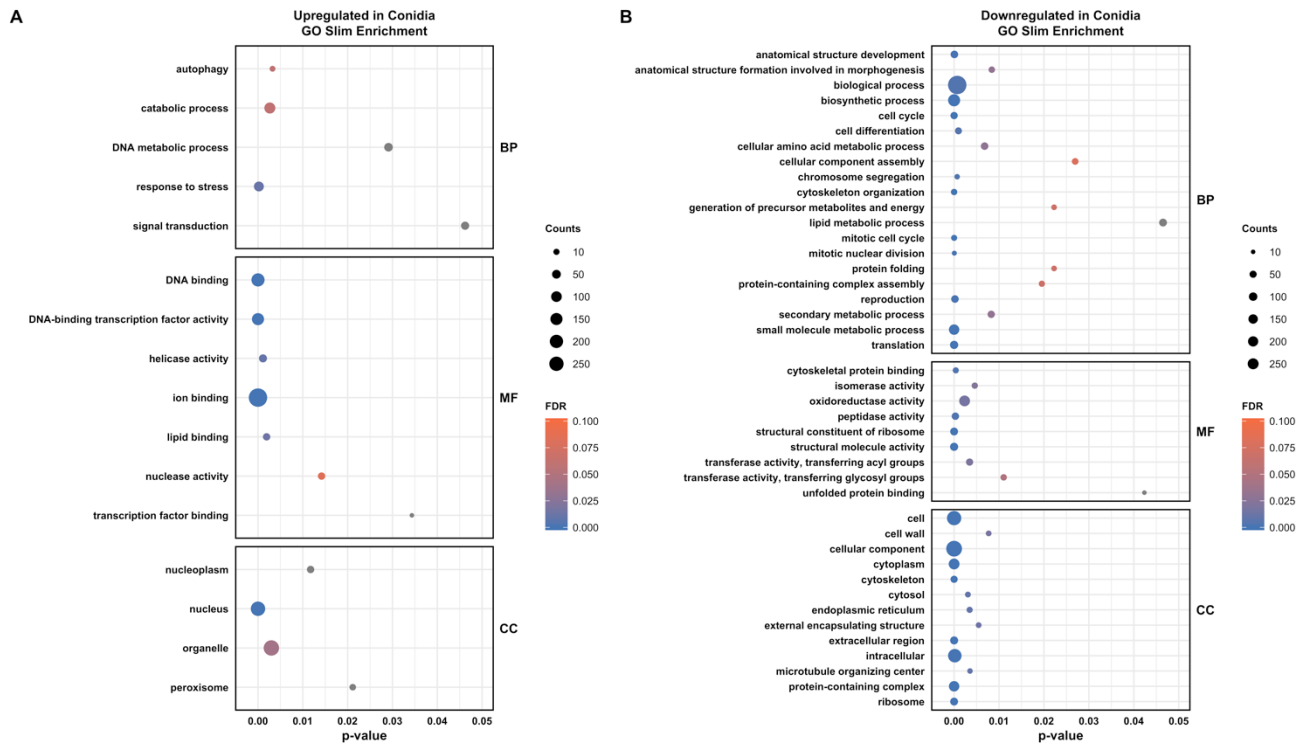 A
Upregulated in Conidia
GO Slim Enrichment
autophagy
catabolic process
DNA metabolic process
response to stress
signal transduction
BP
DNA binding
DNA-binding transcription factor activity
helicase activity
ion binding
lipid binding
nuclease activity
transcription factor binding
MF
nucleoplasm
nucleus
organelle
peroxisome
CC
0.00 0.01 0.02 0.03 0.04 0.05
p-value
Counts
10
50
100
150
200
250
FDR
0.100
0.075
0.050
0.025
0.000
B
Downregulated in Conidia
GO Slim Enrichment
anatomical structure development
anatomical structure formation involved in morphogenesis
biological process
biosynthetic process
cell cycle
cell differentiation
cellular amino acid metabolic process
cellular component assembly
chromosome segregation
cytoskeleton organization
generation of precursor metabolites and energy
lipid metabolic process
mitotic cell cycle
mitotic nuclear division
protein folding
protein-containing complex assembly
reproduction
secondary metabolic process
small molecule metabolic process
translation
BP
cytoskeletal protein binding
isomerase activity
oxidoreductase activity
peptidase activity
structural constituent of ribosome
structural molecule activity
transferase activity, transferring acyl groups
transferase activity, transferring glycosyl groups
unfolded protein binding
MF
cell
cell wall
cellular component
cytoplasm
cytoskeleton
cytosol
endoplasmic reticulum
external encapsulating structure
extracellular region
intracellular
microtubule organizing center
protein-containing complex
ribosome
CC
0.00 0.01 0.02 0.03 0.04 0.05
p-value
Counts
10
50
100
150
200
250
FDR
0.100
0.075
0.050
0.025
0.000